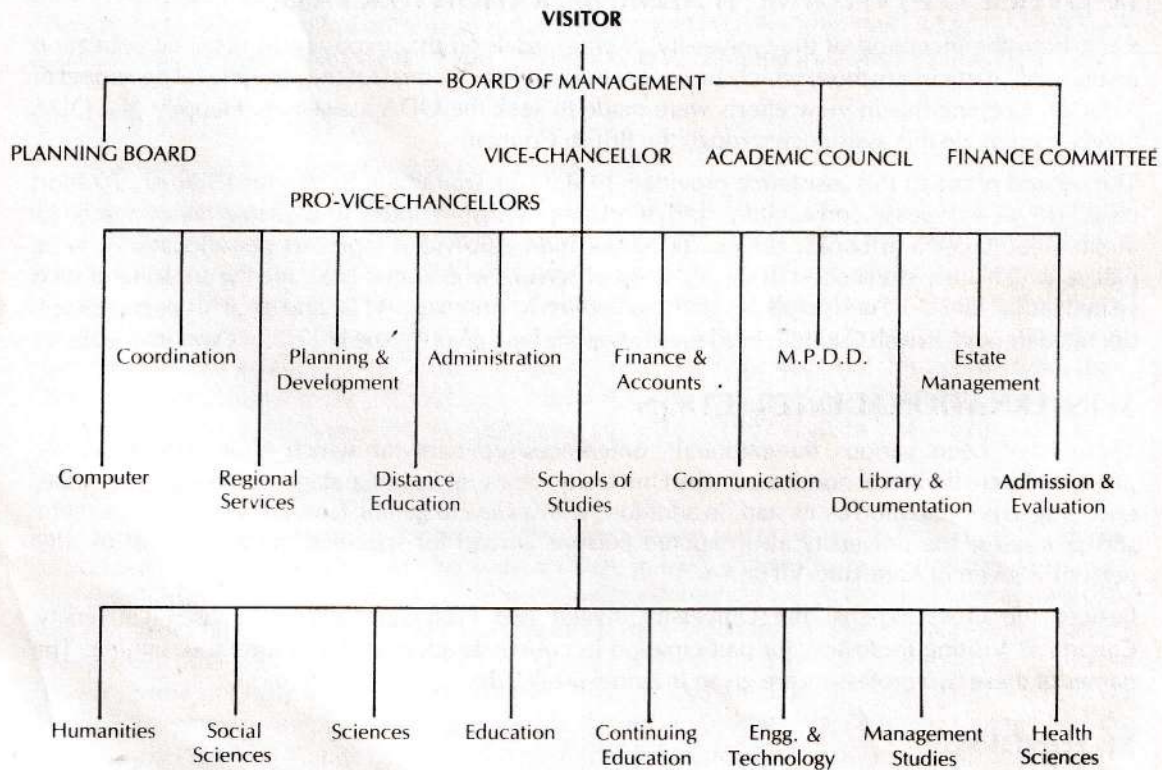 VISITOR
BOARD OF MANAGEMENT
PLANNING BOARD
VICE-CHANCELLOR
ACADEMIC COUNCIL
FINANCE COMMITTEE
PRO-VICE-CHANCELLORS
Coordination
Planning &
Development
Administration
Finance &
Accounts
M.P.D.D.
Estate
Management
Computer
Regional
Services
Distance
Education
Schools of
Studies
Communication
Library &
Documentation
Admission &
Evaluation
Humanities
Social
Sciences
Sciences
Education
Continuing
Education
Engg. &
Technology
Management
Studies
Health
Sciences